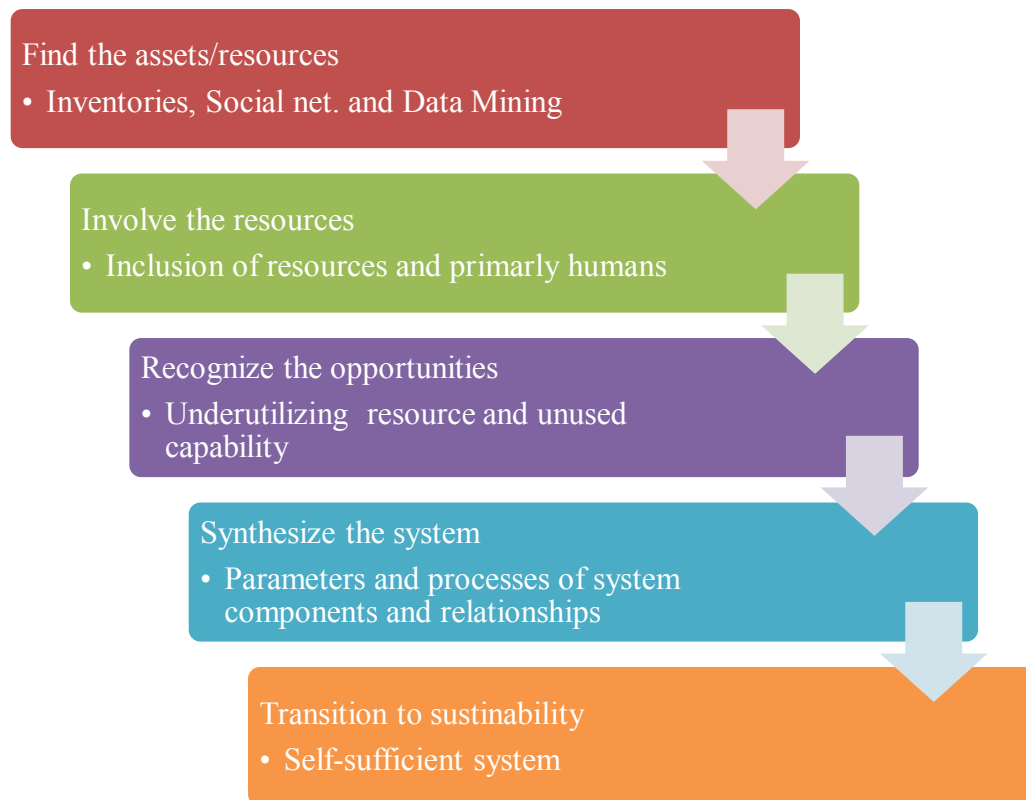 Find the assets/resources
• Inventories, Social net. and Data Mining
Involve the resources
• Inclusion of resources and primarly humans
Recognize the opportunities
• Underutilizing  resource and unused
capability
Synthesize the system
• Parameters and processes of system
components and relationships
Transition to sustinability
• Self-sufficient system